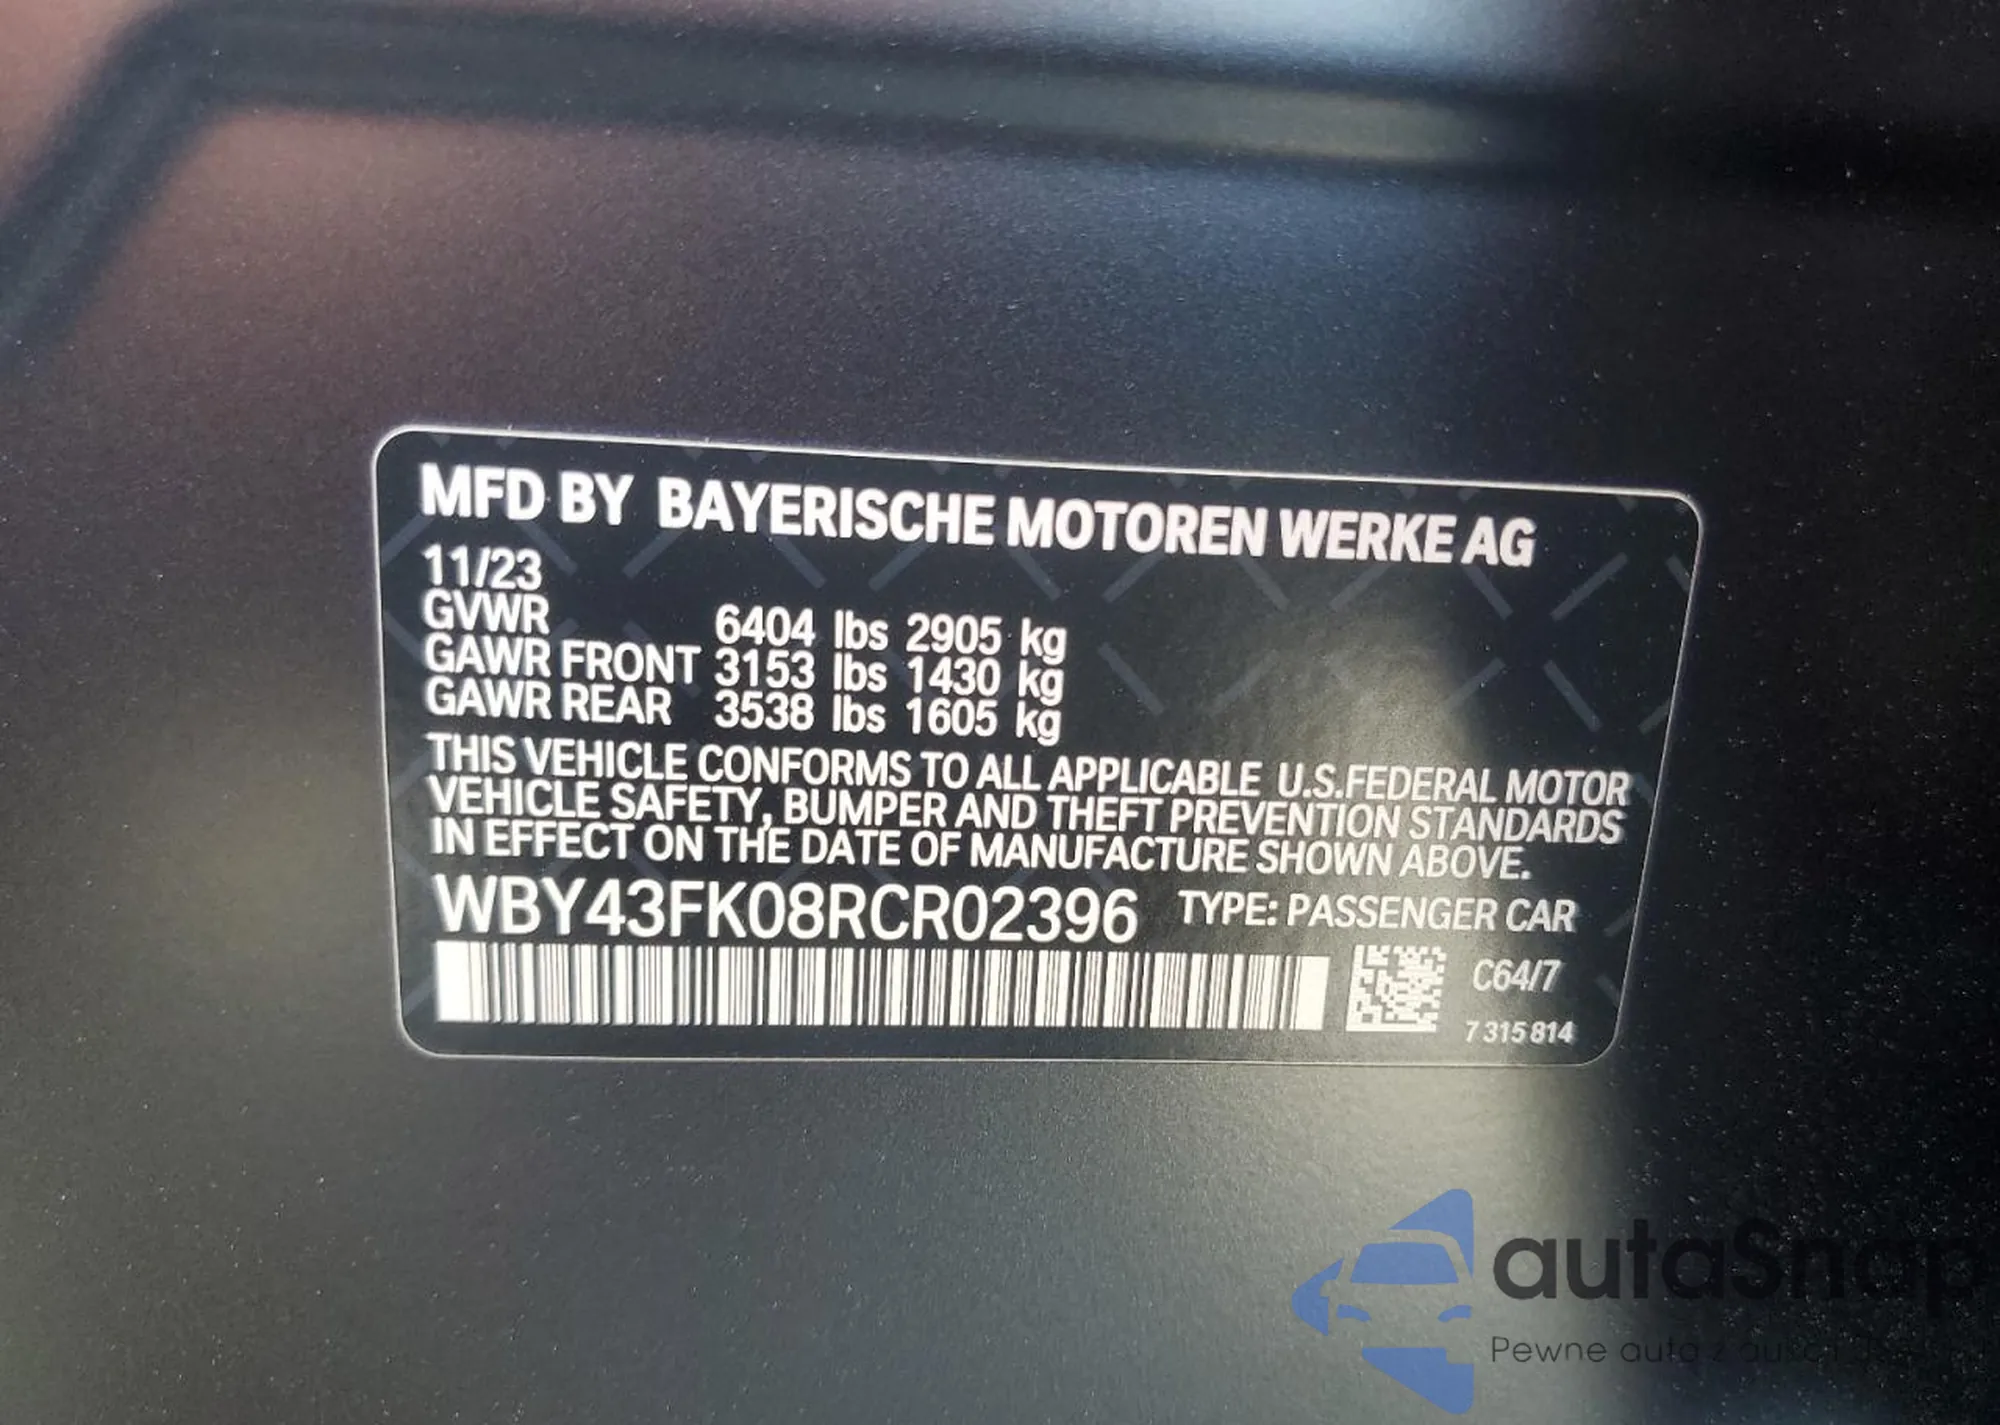 MFD BY BAYERISCHE MOTOREN WERKE AG
11/23
GVWR 6404 lbs 2905 kg
GAWR FRONT 3153 lbs 1430 kg
GAWR REAR 3538 lbs 1605 kg
THIS VEHICLE CONFORMS TO ALL APPLICABLE U.S.FEDERAL MOTOR
VEHICLE SAFETY, BUMPER AND THEFT PREVENTION STANDARDS
IN EFFECT ON THE DATE OF MANUFACTURE SHOWN ABOVE.
WBY43FK08RCR02396 TYPE: PASSENGER CAR
C64/7
7 315 814
autaSnap
Pewne auta z